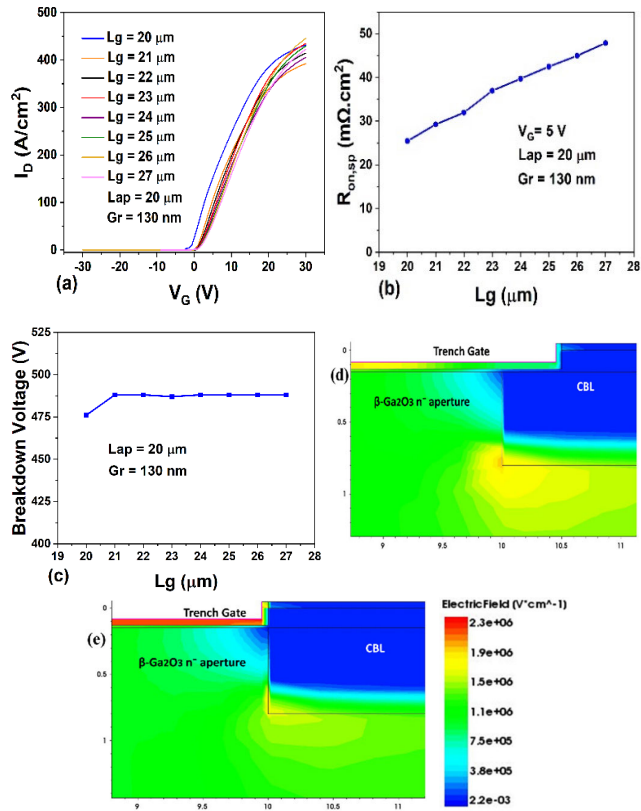 500
400
300
200
100
0
I_D (A/cm²)
Lg = 20 μm
Lg = 21 μm
Lg = 22 μm
Lg = 23 μm
Lg = 24 μm
Lg = 25 μm
Lg = 26 μm
Lg = 27 μm
Lap = 20 μm
Gr = 130 nm
-30 -20 -10 0 10 20 30
(a)
V_G (V)
60
50
40
30
20
10
0
R_on,sp (mΩ.cm²)
V_G= 5 V
Lap = 20 μm
Gr = 130 nm
19 20 21 22 23 24 25 26 27 28
(b)
Lg (μm)
525
500
475
450
425
400
Breakdown Voltage (V)
Lap = 20 μm
Gr = 130 nm
19 20 21 22 23 24 25 26 27 28
(c)
Lg (μm)
Trench Gate
(d)
CBL
β-Ga2O3 n⁻ aperture
0
0.5
1
9 9.5 10 10.5 11
Trench Gate
(e)
CBL
β-Ga2O3 n⁻ aperture
0
0.5
1
9 9.5 10 10.5 11
ElectricField (V*cm^-1)
2.3e+06
1.9e+06
1.5e+06
1.1e+06
7.5e+05
3.8e+05
2.2e-03